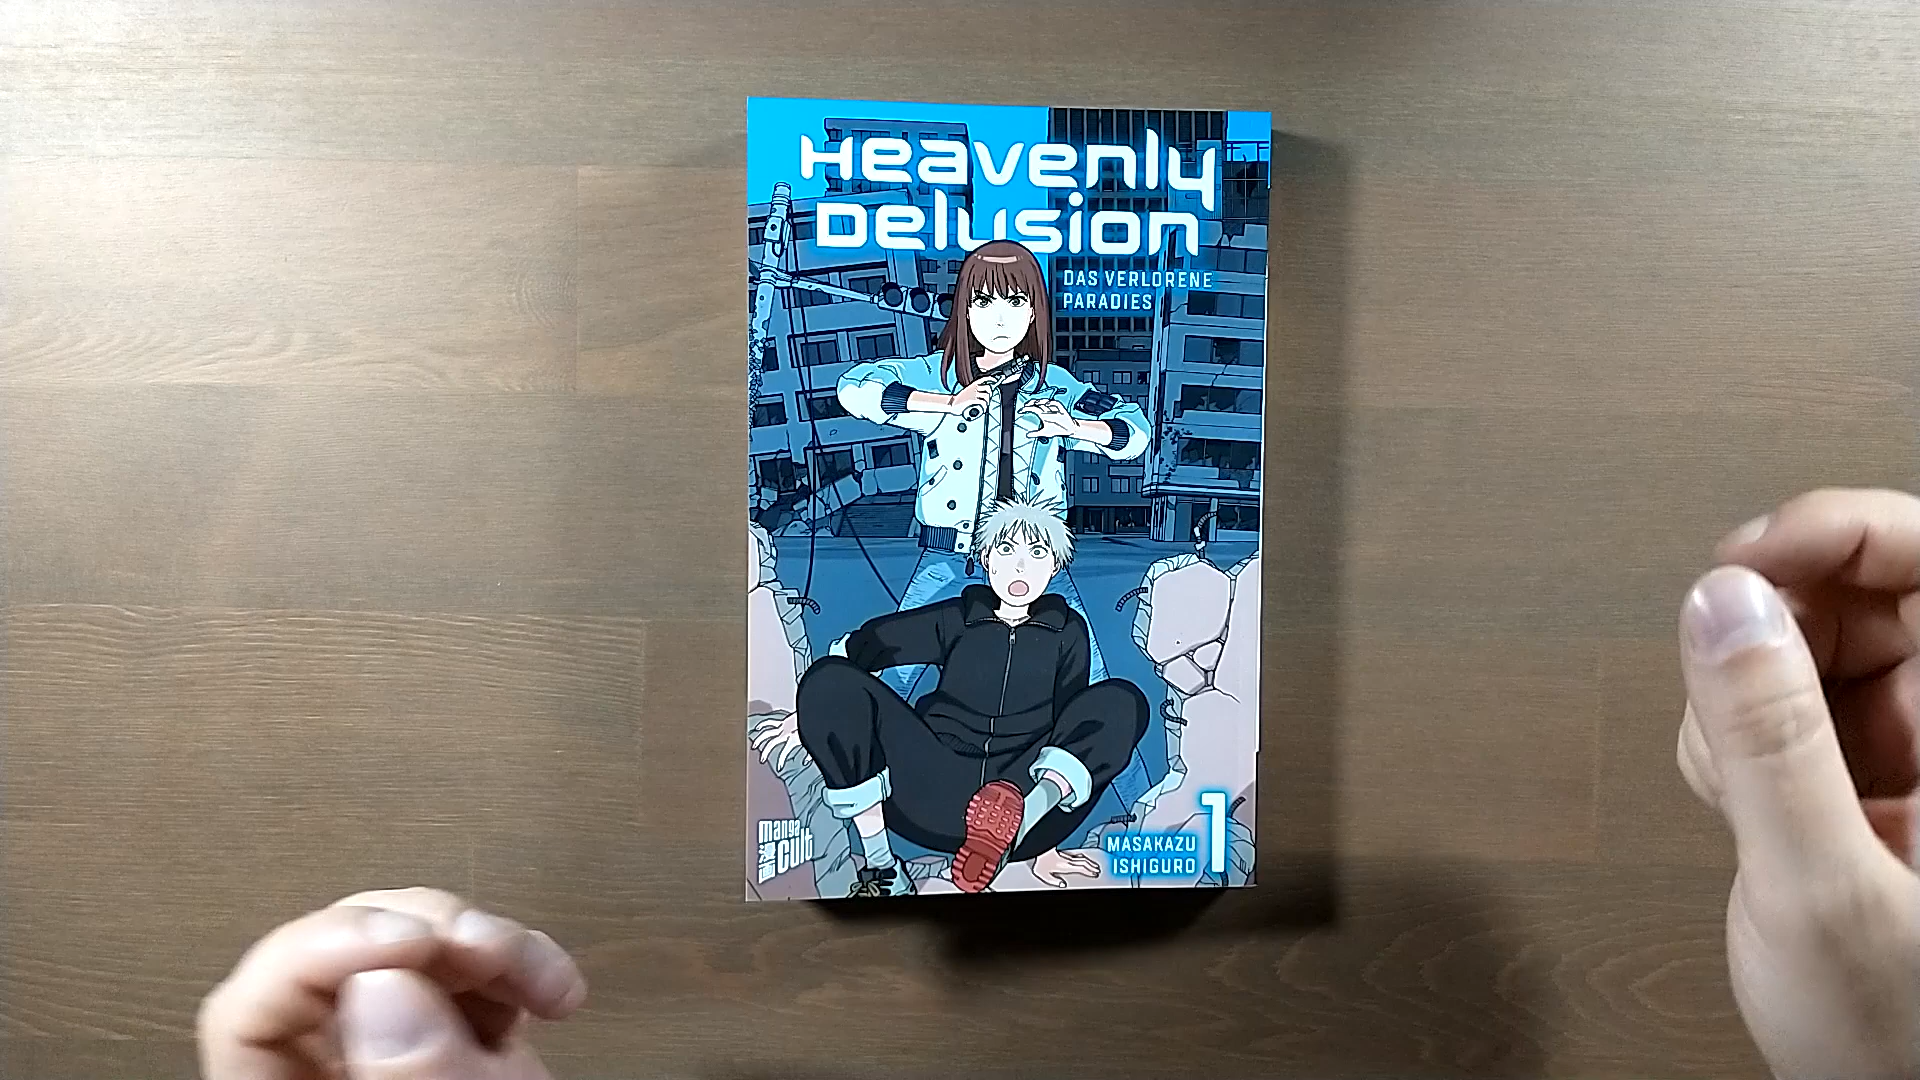 Heavenly
Delusion
DAS VERLORENE
PARADIES
manga
cult
MASAKAZU
ISHIGURO
1